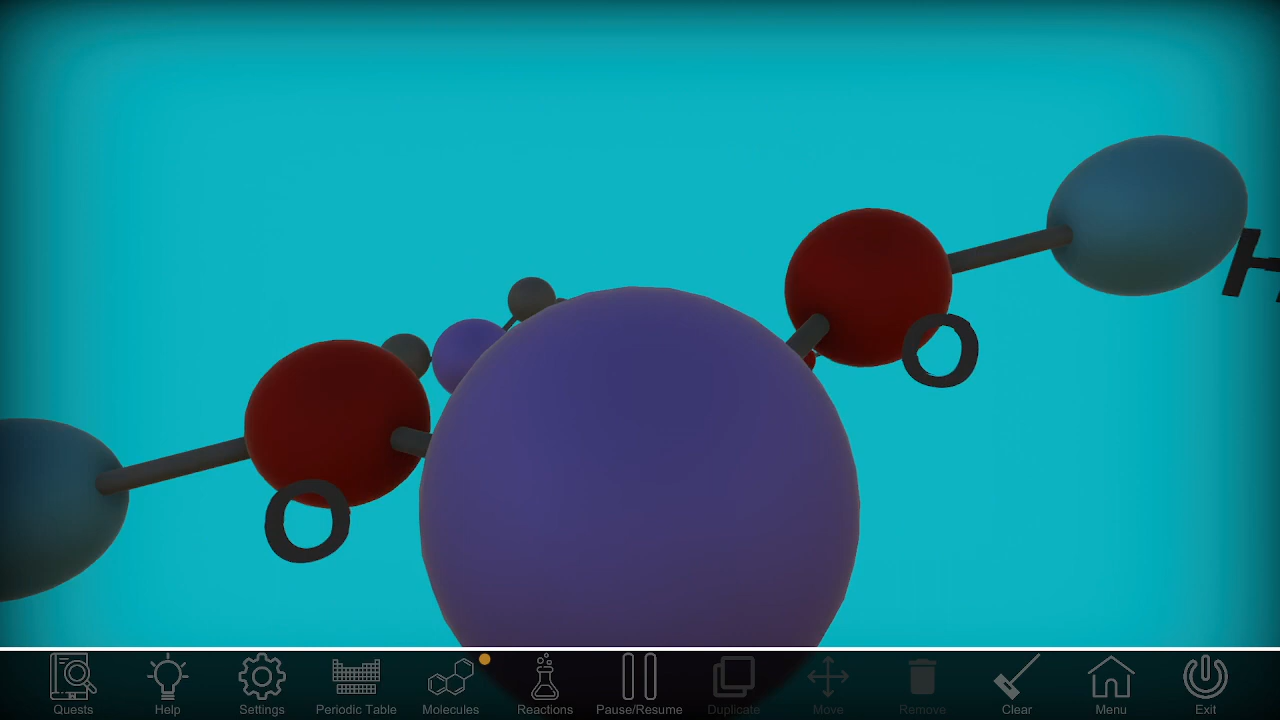 H
O
O
Quests Help Settings Periodic Table Molecules Reactions Pause/Resume Duplicate Move Remove Clear Menu Exit